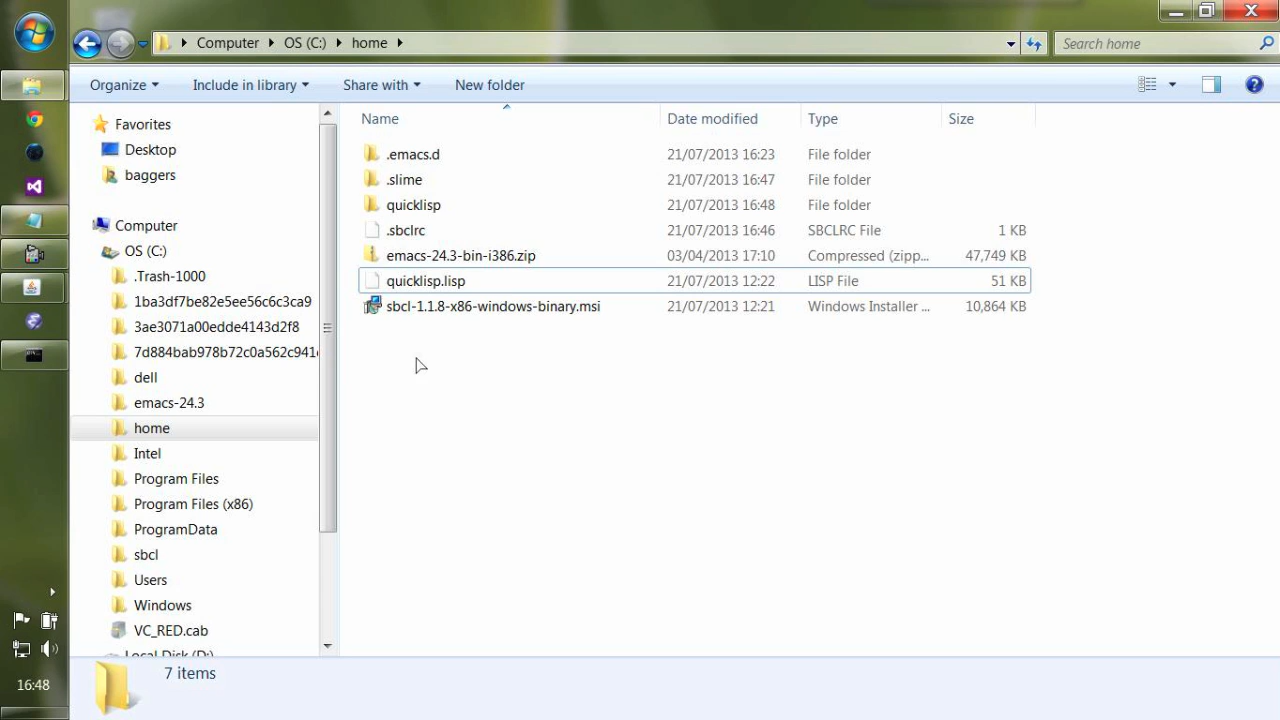 Computer OS (C:) home
Search home
Organize Include in library Share with New folder
Name Date modified Type Size
.emacs.d 21/07/2013 16:23 File folder
.slime 21/07/2013 16:47 File folder
quicklisp 21/07/2013 16:48 File folder
.sbclrc 21/07/2013 16:46 SBCLRC File 1 KB
emacs-24.3-bin-i386.zip 03/04/2013 17:10 Compressed (zipp... 47,749 KB
quicklisp.lisp 21/07/2013 12:22 LISP File 51 KB
sbcl-1.1.8-x86-windows-binary.msi 21/07/2013 12:21 Windows Installer ... 10,864 KB
Favorites
Desktop
baggers
Computer
OS (C:)
.Trash-1000
1ba3df7be82e5ee56c6c3ca9
3ae3071a00edde4143d2f8
7d884bab978b72c0a562c941
dell
emacs-24.3
home
Intel
Program Files
Program Files (x86)
ProgramData
sbcl
Users
Windows
VC_RED.cab
Local Disk (D:)
7 items
16:48